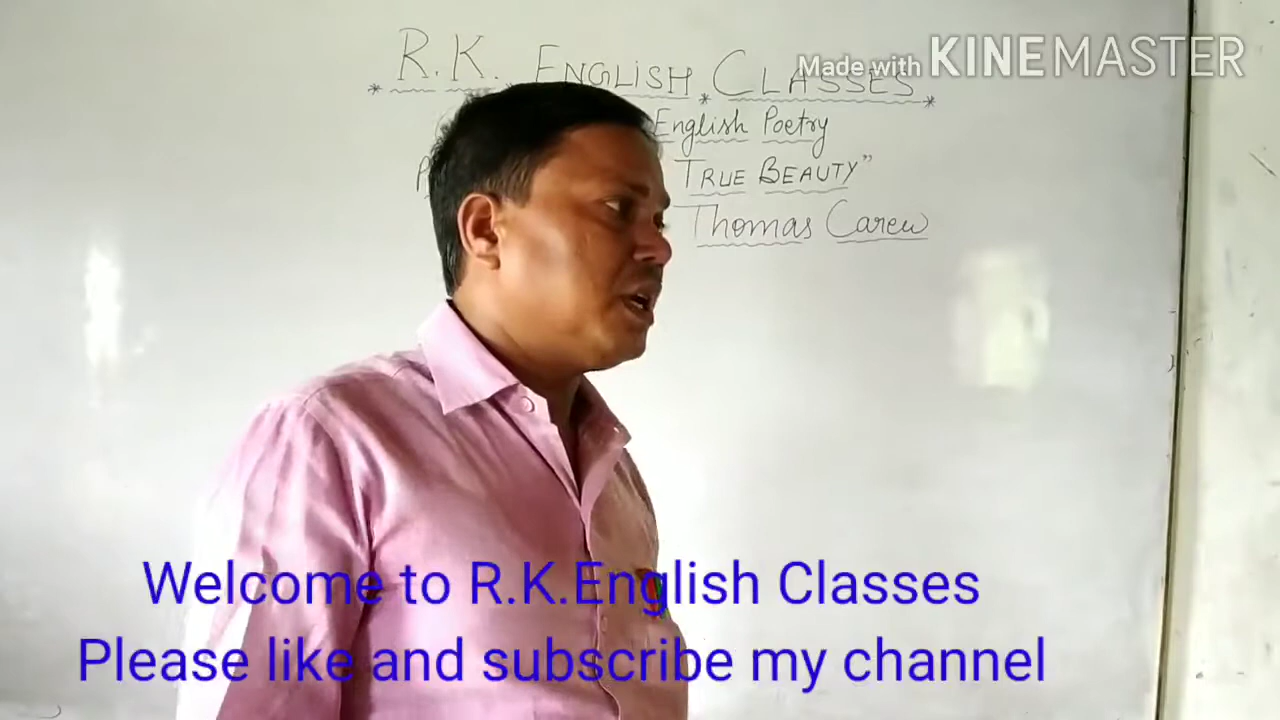 Made with KINEMASTER
R.K. ENGLISH CLASSES
English Poetry
TRUE BEAUTY”
Thomas Carew
Welcome to R.K.English Classes
Please like and subscribe my channel